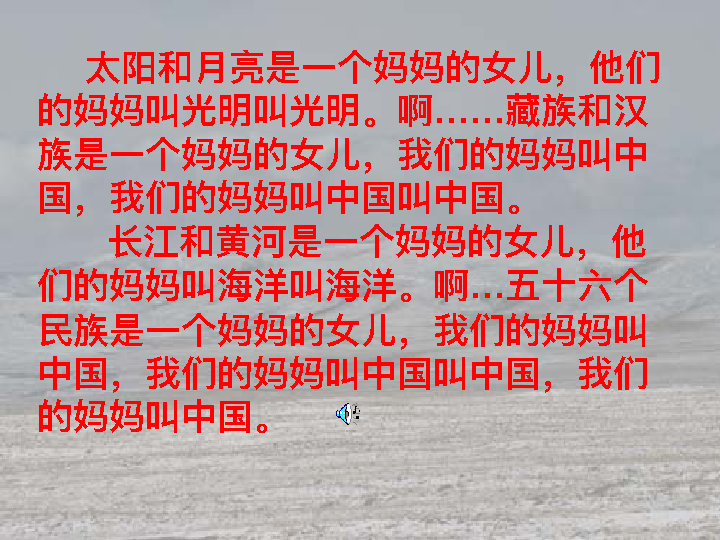 太阳和月亮是一个妈妈的女儿，他们
的妈妈叫光明叫光明。啊……藏族和汉
族是一个妈妈的女儿，我们的妈妈叫中
国，我们的妈妈叫中国叫中国。
长江和黄河是一个妈妈的女儿，他
们的妈妈叫海洋叫海洋。啊…五十六个
民族是一个妈妈的女儿，我们的妈妈叫
中国，我们的妈妈叫中国叫中国，我们
的妈妈叫中国。